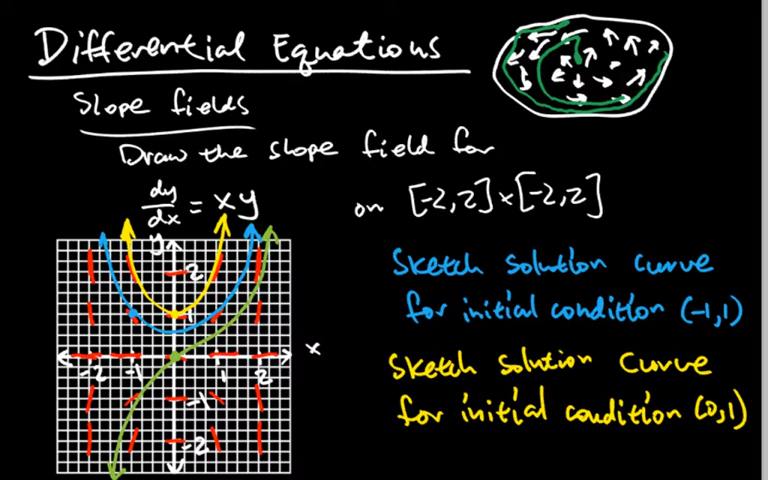 Differential Equations
Slope fields
Draw the slope field for
dy/dx = xy on [-2,2]×[-2,2]
Sketch solution curve
for initial condition (-1,1)
Sketch solution curve
for initial condition (0,1)
y
2
1
-2 -1 1 2 x
-1
-2